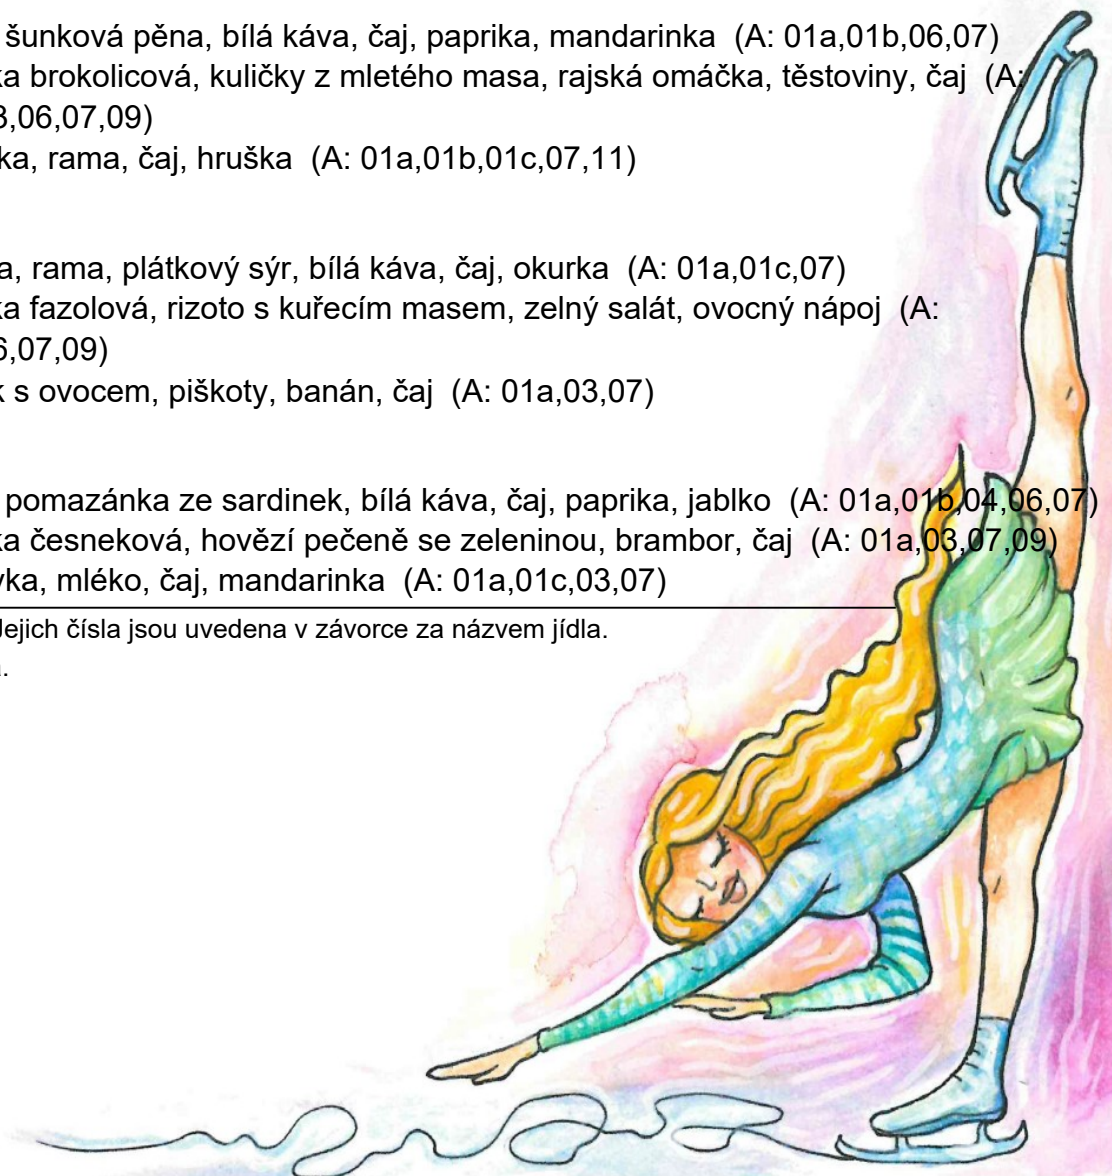 šunková pěna, bílá káva, čaj, paprika, mandarinka (A: 01a,01b,06,07)
ka brokolicová, kuličky z mletého masa, rajská omáčka, těstoviny, čaj (A:
3,06,07,09)
ka, rama, čaj, hruška (A: 01a,01b,01c,07,11)
a, rama, plátkový sýr, bílá káva, čaj, okurka (A: 01a,01c,07)
ka fazolová, rizoto s kuřecím masem, zelný salát, ovocný nápoj (A:
6,07,09)
k s ovocem, piškoty, banán, čaj (A: 01a,03,07)
pomazánka ze sardinek, bílá káva, čaj, paprika, jablko (A: 01a,01b,04,06,07)
ka česneková, hovězí pečeně se zeleninou, brambor, čaj (A: 01a,03,07,09)
vka, mléko, čaj, mandarinka (A: 01a,01c,03,07)
Jejich čísla jsou uvedena v závorce za názvem jídla.
a.